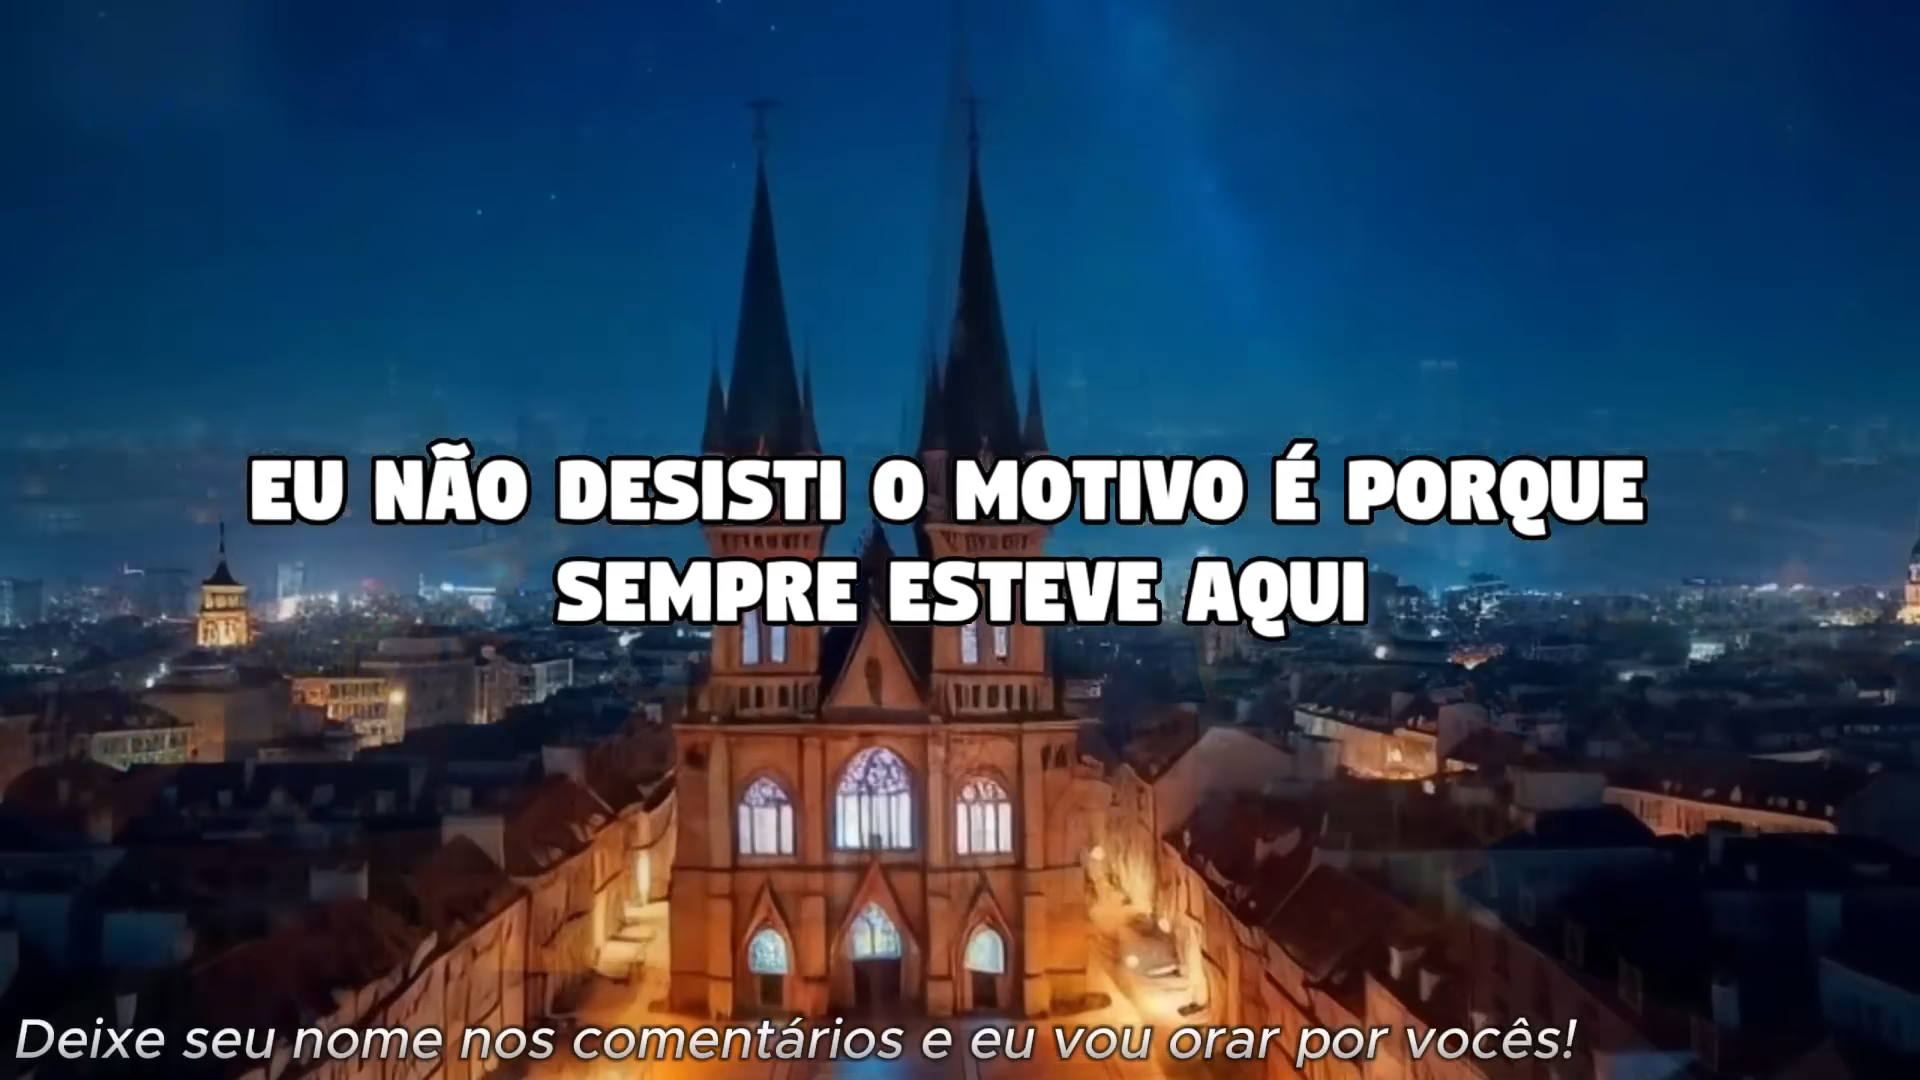 EU NÃO DESISTI O MOTIVO É PORQUE
SEMPRE ESTEVE AQUI
Deixe seu nome nos comentários e eu vou orar por vocês!